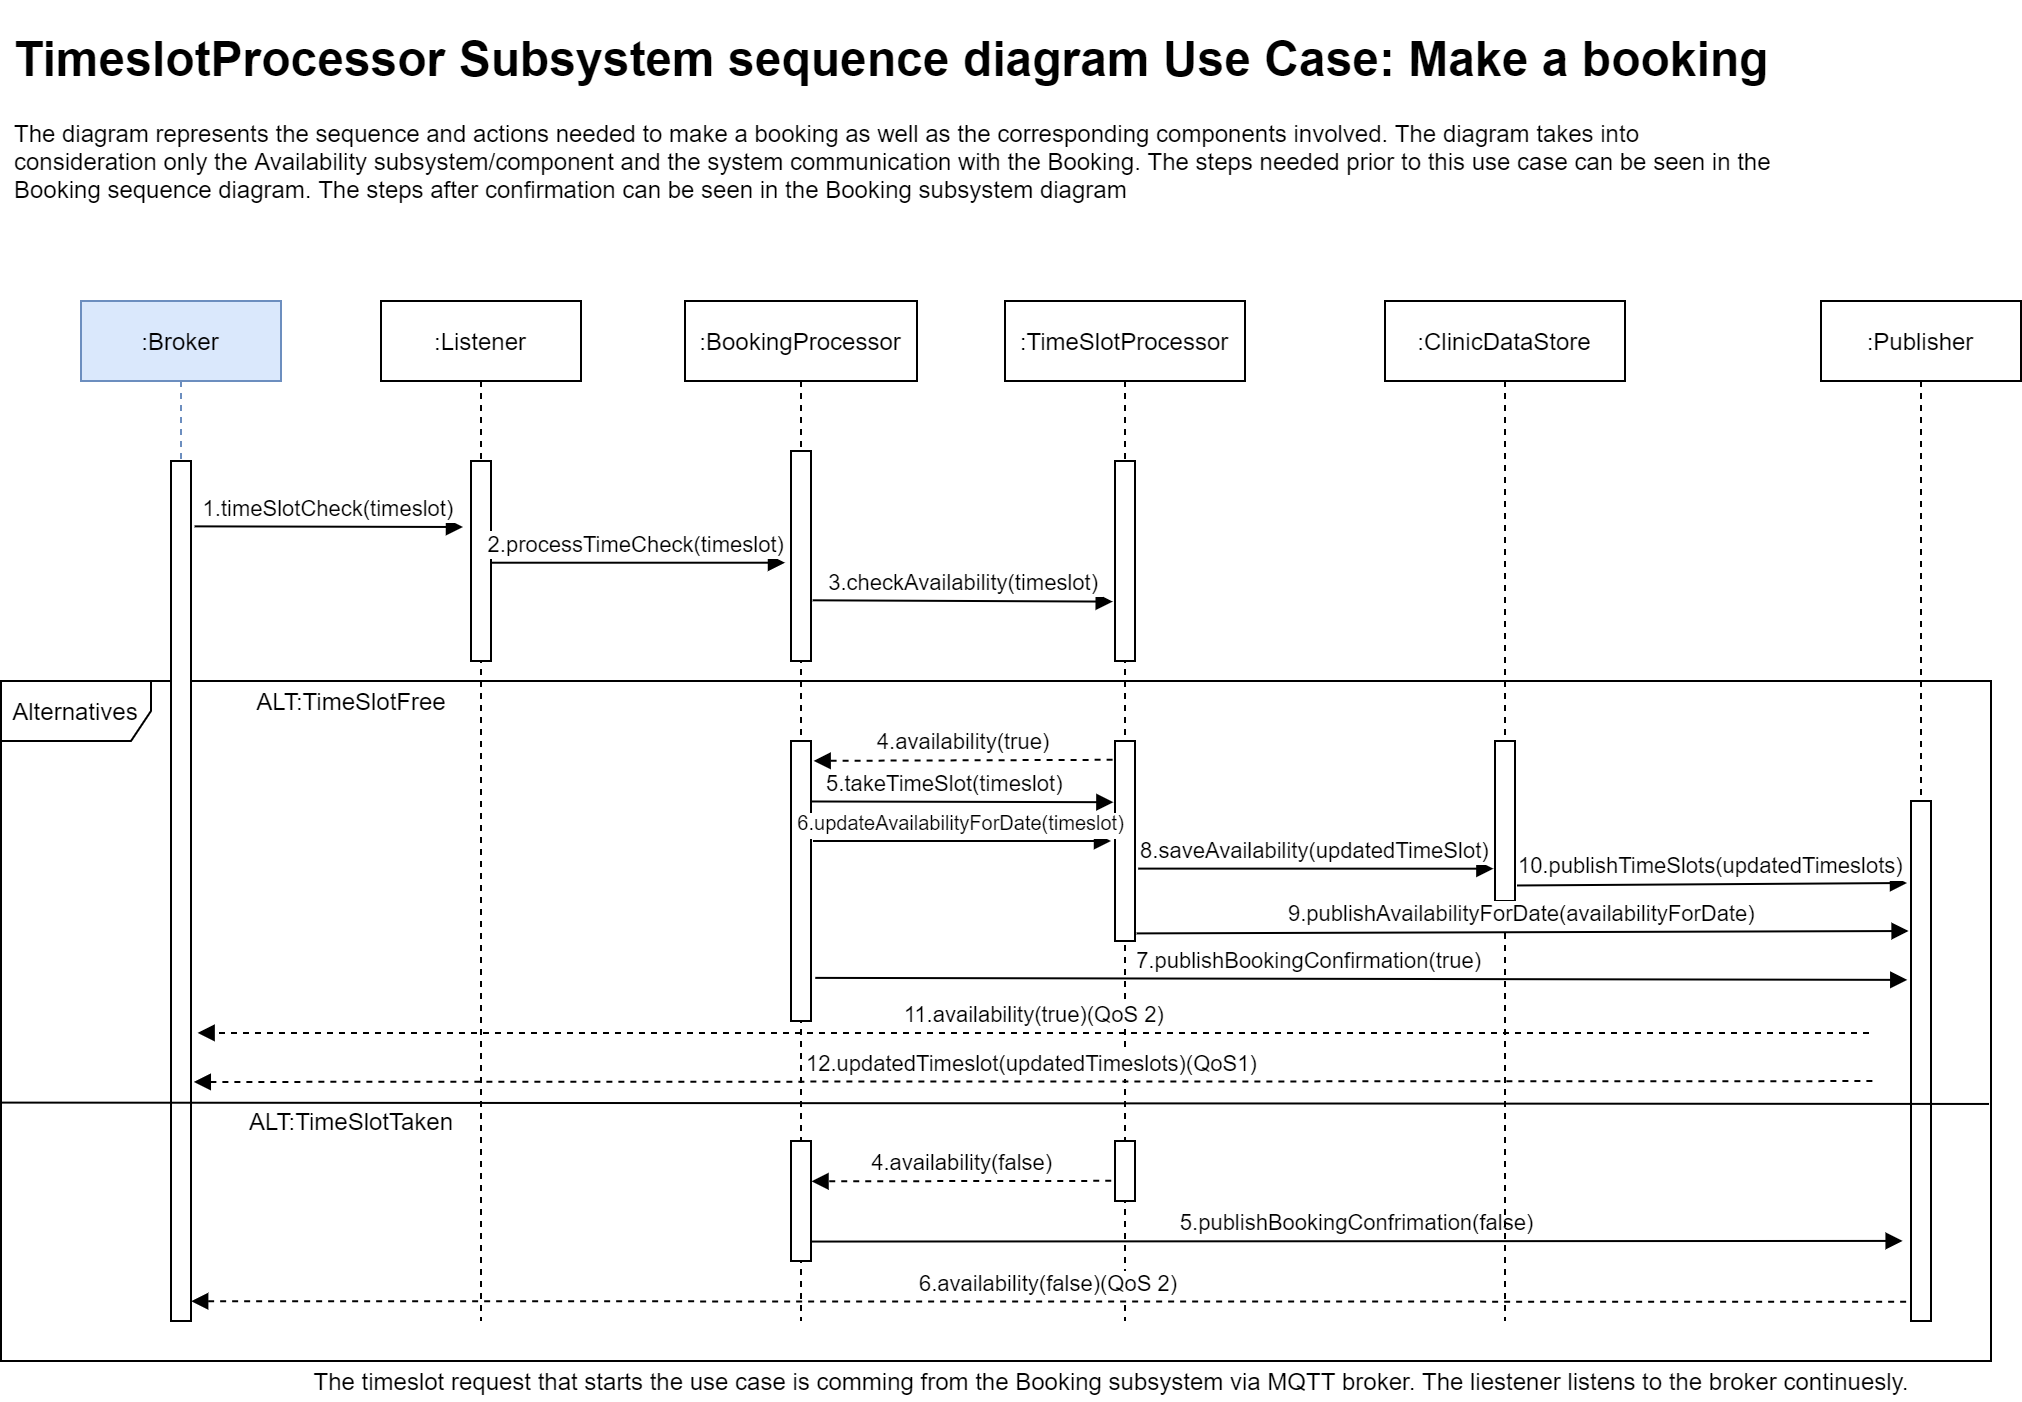 TimeslotProcessor Subsystem sequence diagram Use Case: Make a booking
The diagram represents the sequence and actions needed to make a booking as well as the corresponding components involved. The diagram takes into
consideration only the Availability subsystem/component and the system communication with the Booking. The steps needed prior to this use case can be seen in the
Booking sequence diagram. The steps after confirmation can be seen in the Booking subsystem diagram
:Broker
:Listener
:BookingProcessor
:TimeSlotProcessor
:ClinicDataStore
:Publisher
1.timeSlotCheck(timeslot)
2.processTimeCheck(timeslot)
3.checkAvailability(timeslot)
Alternatives
ALT:TimeSlotFree
4.availability(true)
5.takeTimeSlot(timeslot)
6.updateAvailabilityForDate(timeslot)
8.saveAvailability(updatedTimeSlot)
10.publishTimeSlots(updatedTimeslots)
9.publishAvailabilityForDate(availabilityForDate)
7.publishBookingConfirmation(true)
11.availability(true)(QoS 2)
12.updatedTimeslot(updatedTimeslots)(QoS1)
ALT:TimeSlotTaken
4.availability(false)
5.publishBookingConfrimation(false)
6.availability(false)(QoS 2)
The timeslot request that starts the use case is comming from the Booking subsystem via MQTT broker. The liestener listens to the broker continuesly.